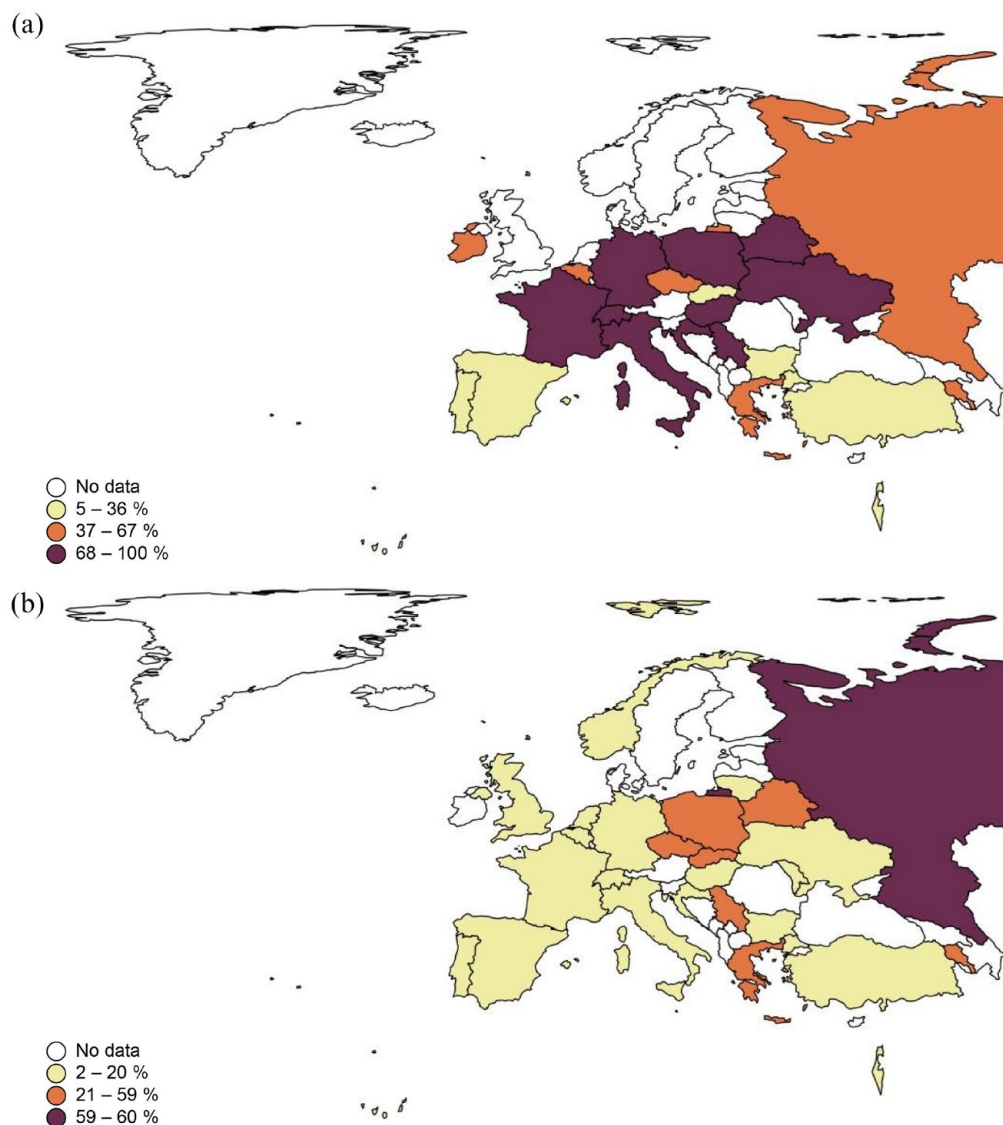 (a)
No data
5 – 36 %
37 – 67 %
68 – 100 %
(b)
No data
2 – 20 %
21 – 59 %
59 – 60 %